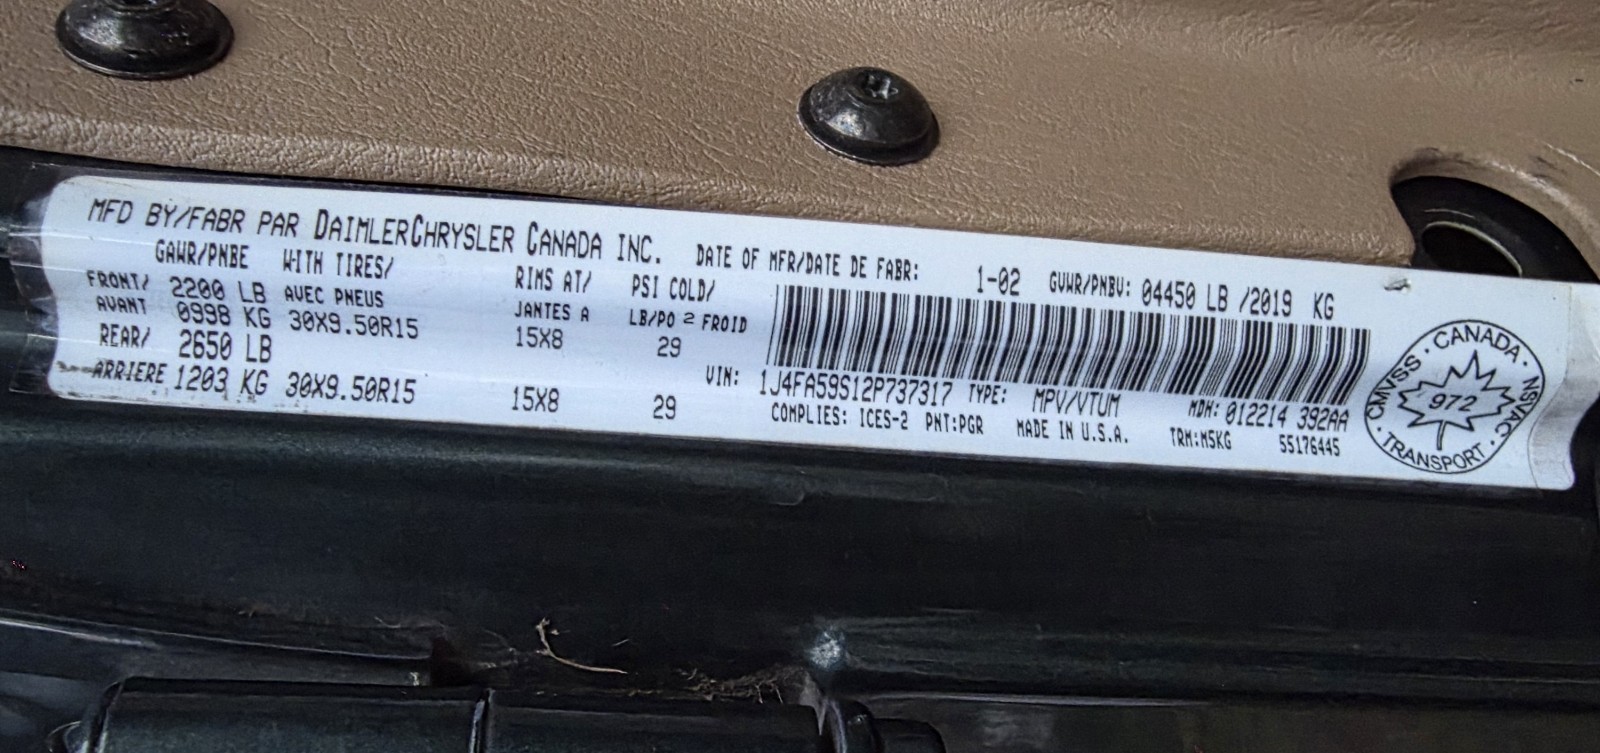 MFD BY/FABR PAR DAIMLERCHRYSLER CANADA INC. DATE OF MFR/DATE DE FABR: 1-02 GVWR/PNBV: 04450 LB /2019 KG
GAWR/PNBE WITH TIRES/ RIMS AT/ PSI COLD/
FRONT/ 2200 LB AVEC PNEUS JANTES A LB/PO 2 FROID
AVANT 0998 KG 30X9.50R15 15X8 29
REAR/ 2650 LB
ARRIERE 1203 KG 30X9.50R15 15X8 29
VIN: 1J4FA59S12P737317 TYPE: MPV/VTUM MDH: 012214 392AA
COMPLIES: ICES-2 PNT:PGR MADE IN U.S.A. TRM:M5KG 55176445
CMVSS · CANADA · NSVAC · TRANSPORT ·
972